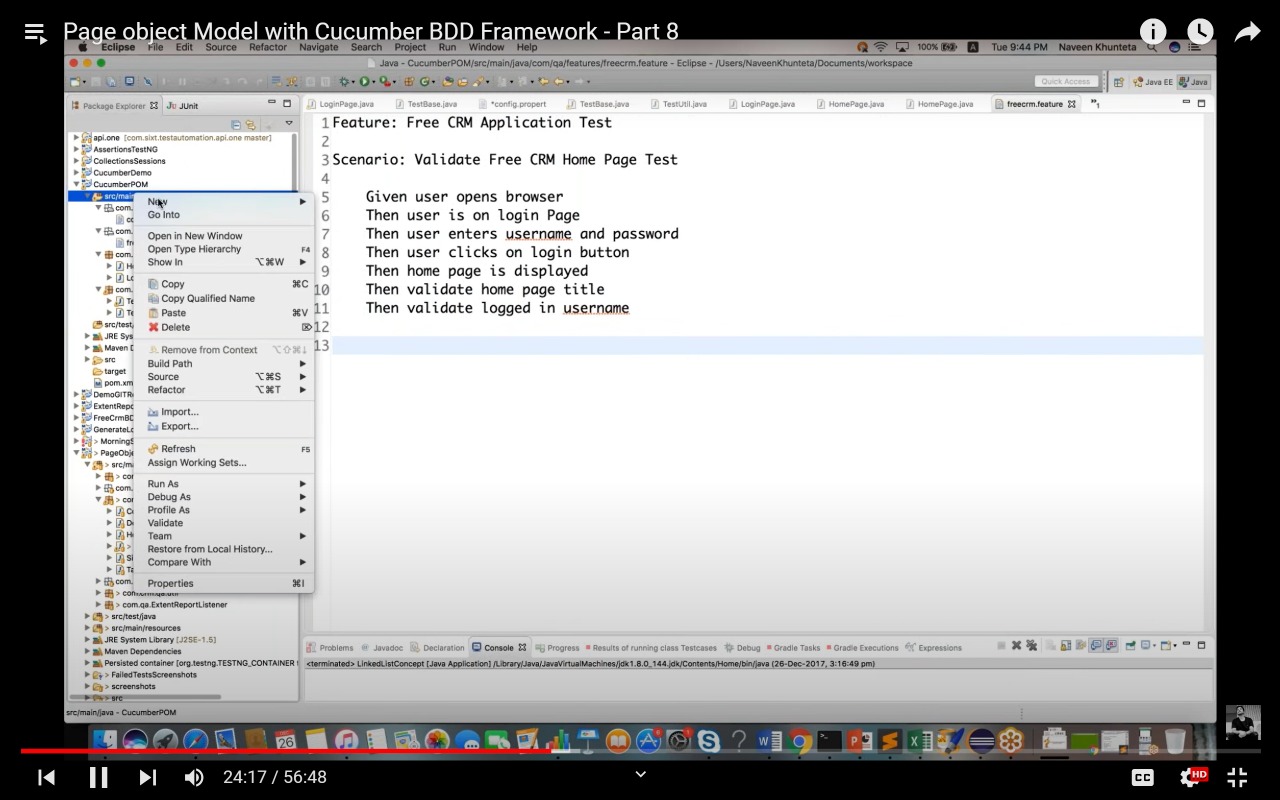 Page object Model with Cucumber BDD Framework - Part 8
Eclipse File Edit Source Refactor Navigate Search Project Run Window Help 100% Tue 9:44 PM Naveen Khunteta
Java - CucumberPOM/src/main/java/com/qa/features/freecrm.feature - Eclipse - /Users/NaveenKhunteta/Documents/workspace
Quick Access Java EE Java
Package Explorer JUnit
LoginPage.java TestBase.java *config.propert TestBase.java TestUtil.java LoginPage.java HomePage.java HomePage.java freecrm.feature
api.one [com.sixt.testautomation.api.one master]
AssertionsTestNG
CollectionsSessions
CucumberDemo
CucumberPOM
src/mai
com.
co
com.
fre
com.
H
Lo
com.
Te
Te
src/test/
JRE Sys
Maven D
src
target
pom.xm
DemoGITRe
ExtentRepo
FreeCrmBD
GenerateLo
> MorningS
> PageObje
> src/ma
> co
com.
> co
> com.crm.qa.util
> com.qa.ExtentReportListener
> src/test/java
> src/main/resources
JRE System Library [J2SE-1.5]
Maven Dependencies
Persisted container [org.testng.TESTNG_CONTAINER
> FailedTestsScreenshots
> screenshots
> src
New
Go Into
Open in New Window
Open Type Hierarchy F4
Show In ⌥⌘W
Copy ⌘C
Copy Qualified Name
Paste ⌘V
Delete ⌦
Remove from Context ⌥⇧⌘↓
Build Path
Source ⌥⌘S
Refactor ⌥⌘T
Import...
Export...
Refresh F5
Assign Working Sets...
Run As
Debug As
Profile As
Validate
Team
Restore from Local History...
Compare With
Properties ⌘I
1 Feature: Free CRM Application Test
2
3 Scenario: Validate Free CRM Home Page Test
4
5 Given user opens browser
6 Then user is on login Page
7 Then user enters username and password
8 Then user clicks on login button
9 Then home page is displayed
10 Then validate home page title
11 Then validate logged in username
12
13
Problems Javadoc Declaration Console Progress Results of running class Testcases Debug Gradle Tasks Gradle Executions Expressions
<terminated> LinkedListConcept [Java Application] /Library/Java/JavaVirtualMachines/jdk1.8.0_144.jdk/Contents/Home/bin/java (26-Dec-2017, 3:16:49 pm)
src/main/java - CucumberPOM
26
24:17 / 56:48
CC HD